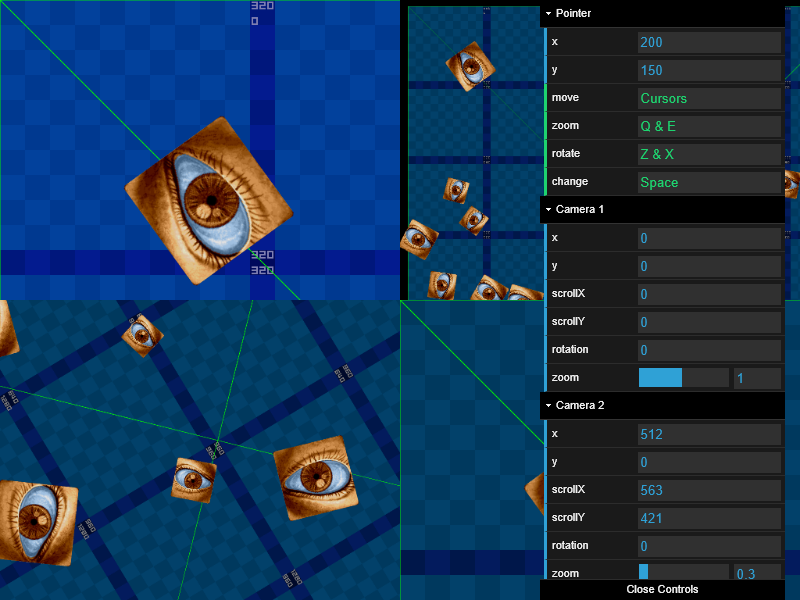 320
0
320
320
Pointer
x 200
y 150
move Cursors
zoom Q & E
rotate Z & X
change Space
Camera 1
x 0
y 0
scrollX 0
scrollY 0
rotation 0
zoom 1
Camera 2
x 512
y 0
scrollX 563
scrollY 421
rotation 0
zoom 0.3
Close Controls